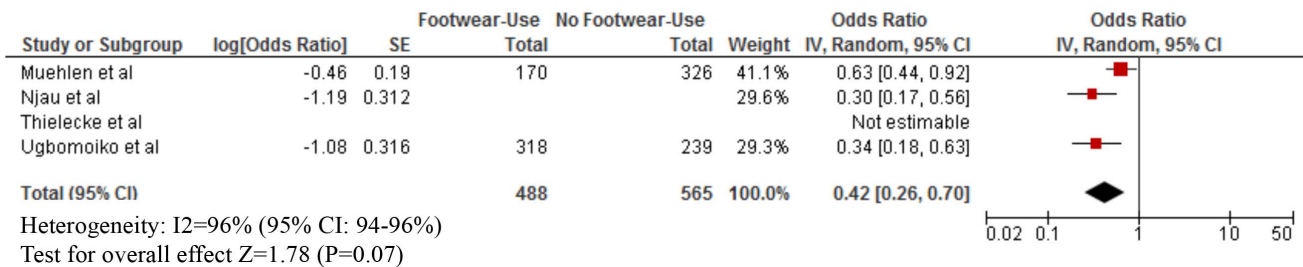 Footwear-Use No Footwear-Use Odds Ratio Odds Ratio
Study or Subgroup log[Odds Ratio] SE Total Total Weight IV, Random, 95% CI IV, Random, 95% CI
Muehlen et al -0.46 0.19 170 326 41.1% 0.63 [0.44, 0.92]
Njau et al -1.19 0.312 29.6% 0.30 [0.17, 0.56]
Thielecke et al Not estimable
Ugbomoiko et al -1.08 0.316 318 239 29.3% 0.34 [0.18, 0.63]
Total (95% CI) 488 565 100.0% 0.42 [0.26, 0.70]
Heterogeneity: I2=96% (95% CI: 94-96%)
0.02 0.1 1 10 50
Test for overall effect Z=1.78 (P=0.07)